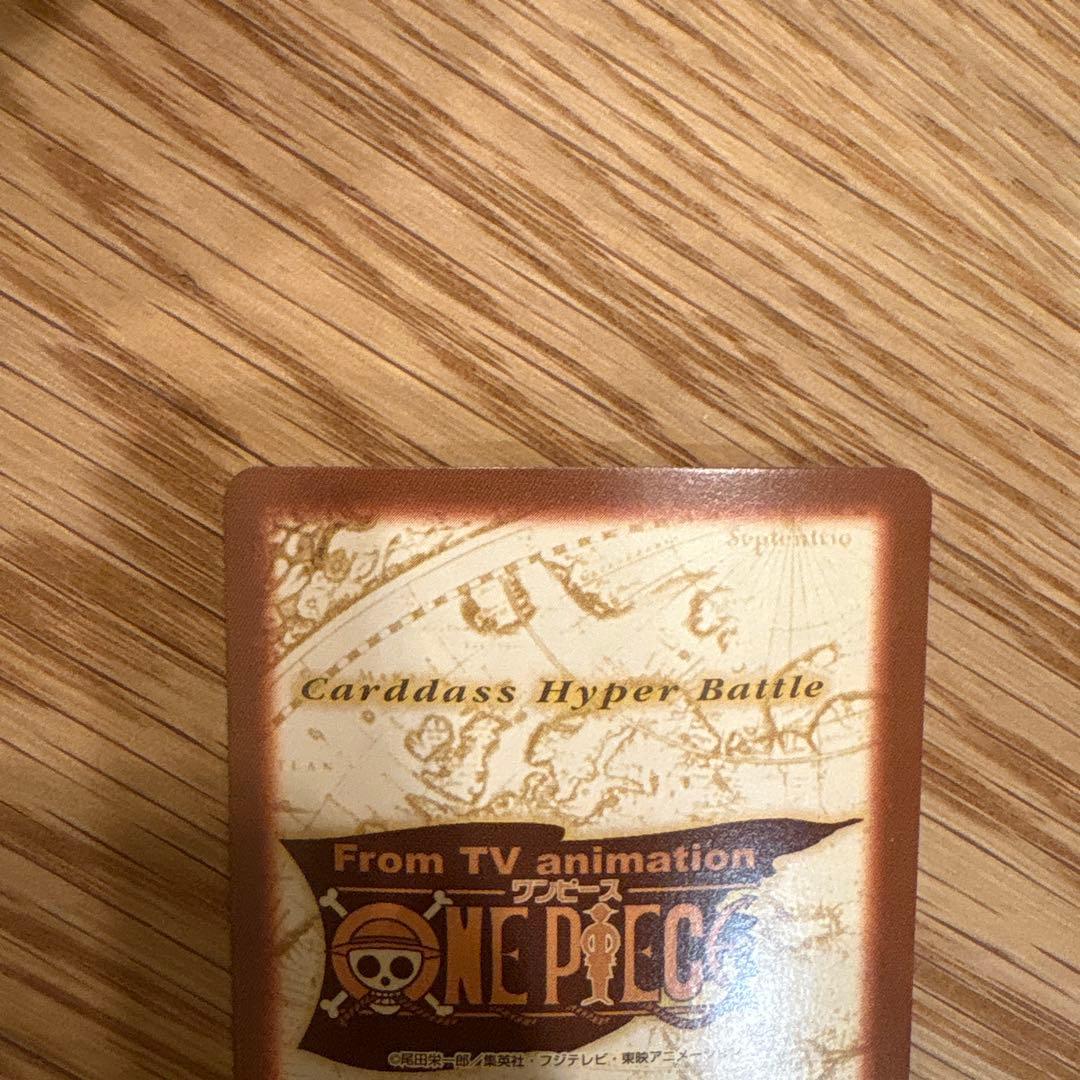 Septentrio
Carddass Hyper Battle
From TV animation
ワンピース
ONE PIECE
©尾田栄一郎／集英社・フジテレビ・東映アニメーション